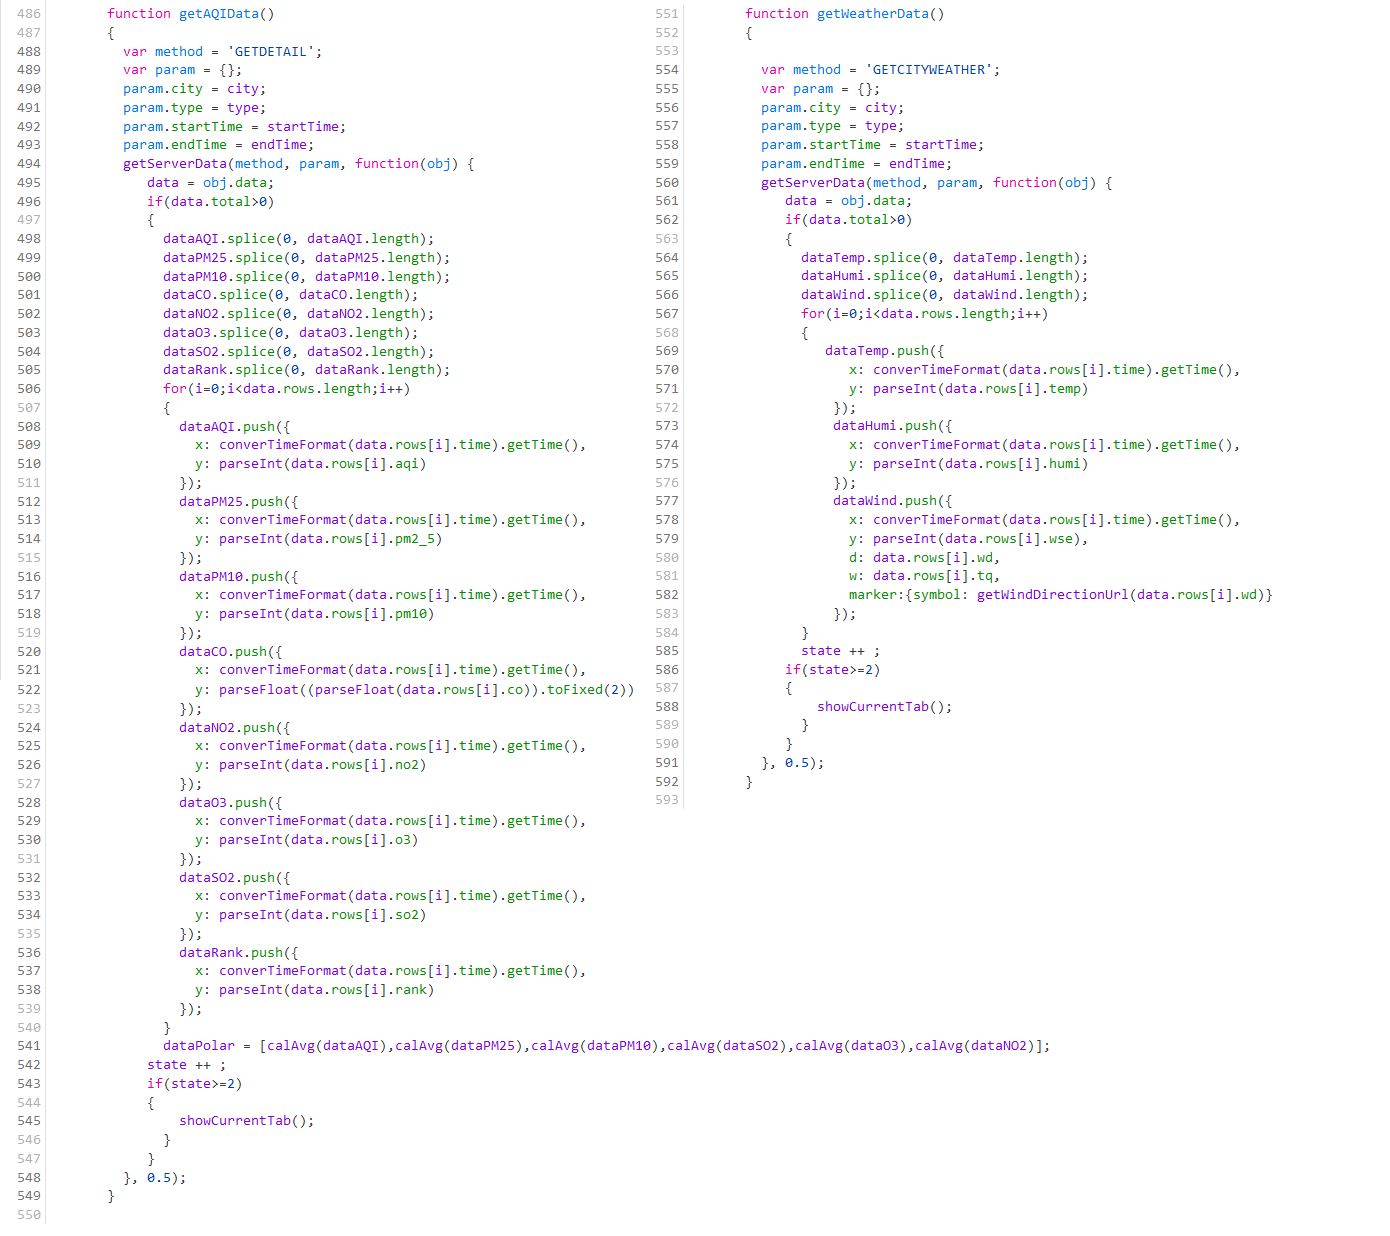 486 function getAQIData()
487 {
488 var method = 'GETDETAIL';
489 var param = {};
490 param.city = city;
491 param.type = type;
492 param.startTime = startTime;
493 param.endTime = endTime;
494 getServerData(method, param, function(obj) {
495 data = obj.data;
496 if(data.total>0)
497 {
498 dataAQI.splice(0, dataAQI.length);
499 dataPM25.splice(0, dataPM25.length);
500 dataPM10.splice(0, dataPM10.length);
501 dataCO.splice(0, dataCO.length);
502 dataNO2.splice(0, dataNO2.length);
503 dataO3.splice(0, dataO3.length);
504 dataSO2.splice(0, dataSO2.length);
505 dataRank.splice(0, dataRank.length);
506 for(i=0;i<data.rows.length;i++)
507 {
508 dataAQI.push({
509 x: converTimeFormat(data.rows[i].time).getTime(),
510 y: parseInt(data.rows[i].aqi)
511 });
512 dataPM25.push({
513 x: converTimeFormat(data.rows[i].time).getTime(),
514 y: parseInt(data.rows[i].pm2_5)
515 });
516 dataPM10.push({
517 x: converTimeFormat(data.rows[i].time).getTime(),
518 y: parseInt(data.rows[i].pm10)
519 });
520 dataCO.push({
521 x: converTimeFormat(data.rows[i].time).getTime(),
522 y: parseFloat((parseFloat(data.rows[i].co)).toFixed(2))
523 });
524 dataNO2.push({
525 x: converTimeFormat(data.rows[i].time).getTime(),
526 y: parseInt(data.rows[i].no2)
527 });
528 dataO3.push({
529 x: converTimeFormat(data.rows[i].time).getTime(),
530 y: parseInt(data.rows[i].o3)
531 });
532 dataSO2.push({
533 x: converTimeFormat(data.rows[i].time).getTime(),
534 y: parseInt(data.rows[i].so2)
535 });
536 dataRank.push({
537 x: converTimeFormat(data.rows[i].time).getTime(),
538 y: parseInt(data.rows[i].rank)
539 });
540 }
541 dataPolar = [calAvg(dataAQI),calAvg(dataPM25),calAvg(dataPM10),calAvg(dataSO2),calAvg(dataO3),calAvg(dataNO2)];
542 state ++ ;
543 if(state>=2)
544 {
545 showCurrentTab();
546 }
547 }
548 }, 0.5);
549 }
550
551 function getWeatherData()
552 {
553
554 var method = 'GETCITYWEATHER';
555 var param = {};
556 param.city = city;
557 param.type = type;
558 param.startTime = startTime;
559 param.endTime = endTime;
560 getServerData(method, param, function(obj) {
561 data = obj.data;
562 if(data.total>0)
563 {
564 dataTemp.splice(0, dataTemp.length);
565 dataHumi.splice(0, dataHumi.length);
566 dataWind.splice(0, dataWind.length);
567 for(i=0;i<data.rows.length;i++)
568 {
569 dataTemp.push({
570 x: converTimeFormat(data.rows[i].time).getTime(),
571 y: parseInt(data.rows[i].temp)
572 });
573 dataHumi.push({
574 x: converTimeFormat(data.rows[i].time).getTime(),
575 y: parseInt(data.rows[i].humi)
576 });
577 dataWind.push({
578 x: converTimeFormat(data.rows[i].time).getTime(),
579 y: parseInt(data.rows[i].wse),
580 d: data.rows[i].wd,
581 w: data.rows[i].tq,
582 marker:{symbol: getWindDirectionUrl(data.rows[i].wd)}
583 });
584 }
585 state ++ ;
586 if(state>=2)
587 {
588 showCurrentTab();
589 }
590 }
591 }, 0.5);
592 }
593